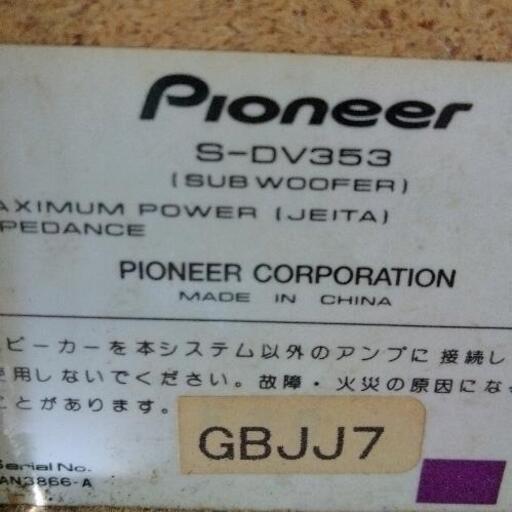 Pioneer
S-DV353
(SUB WOOFER)
AXIMUM POWER (JEITA)
PEDANCE
PIONEER CORPORATION
MADE IN CHINA
ピーカーを本システム以外のアンプに接続し
使用しないでください。故障・火災の原因にな
ことがあります。
GBJJ7
Serial No.
AN3866-A